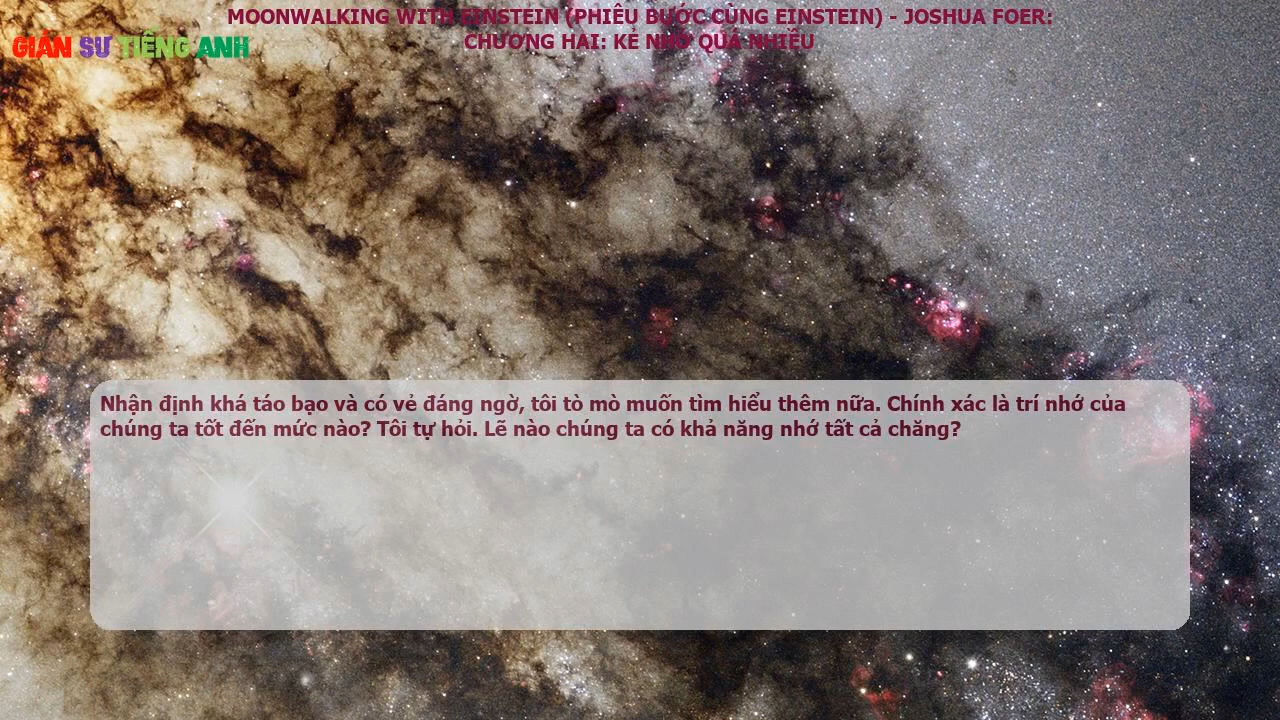 MOONWALKING WITH EINSTEIN (PHIÊU BƯỚC CÙNG EINSTEIN) - JOSHUA FOER:
CHƯƠNG HAI: KẺ NHỚ QUÁ NHIỀU
GIÁN SỨ TIẾNG ANH
Nhận định khá táo bạo và có vẻ đáng ngờ, tôi tò mò muốn tìm hiểu thêm nữa. Chính xác là trí nhớ của
chúng ta tốt đến mức nào? Tôi tự hỏi. Lẽ nào chúng ta có khả năng nhớ tất cả chăng?